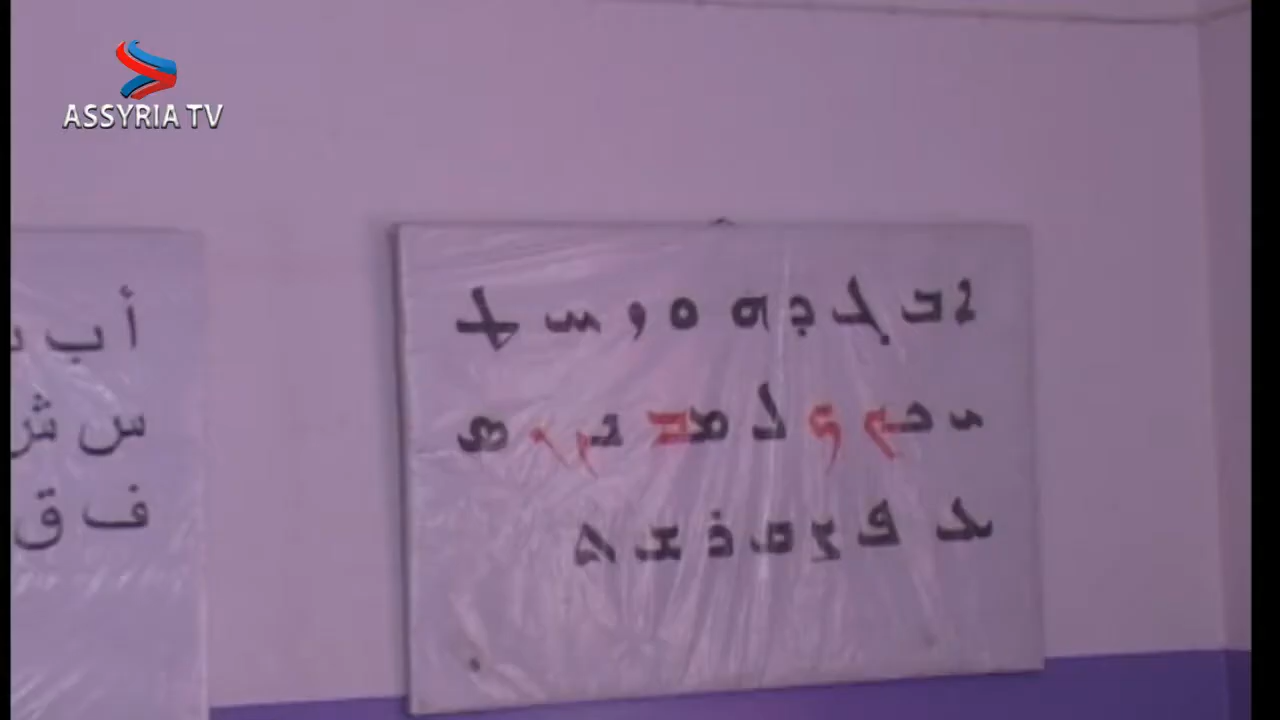 ASSYRIA TV
أ ب
س ش
ف ق
ܐ ܒ ܓ ܕ ܗ ܘ ܙ ܚ ܛ
ܝ ܟ ܟ ܟ ܠ ܡ ܡ ܢ ܢ ܢ ܣ
ܥ ܦ ܨ ܩ ܪ ܫ ܬ